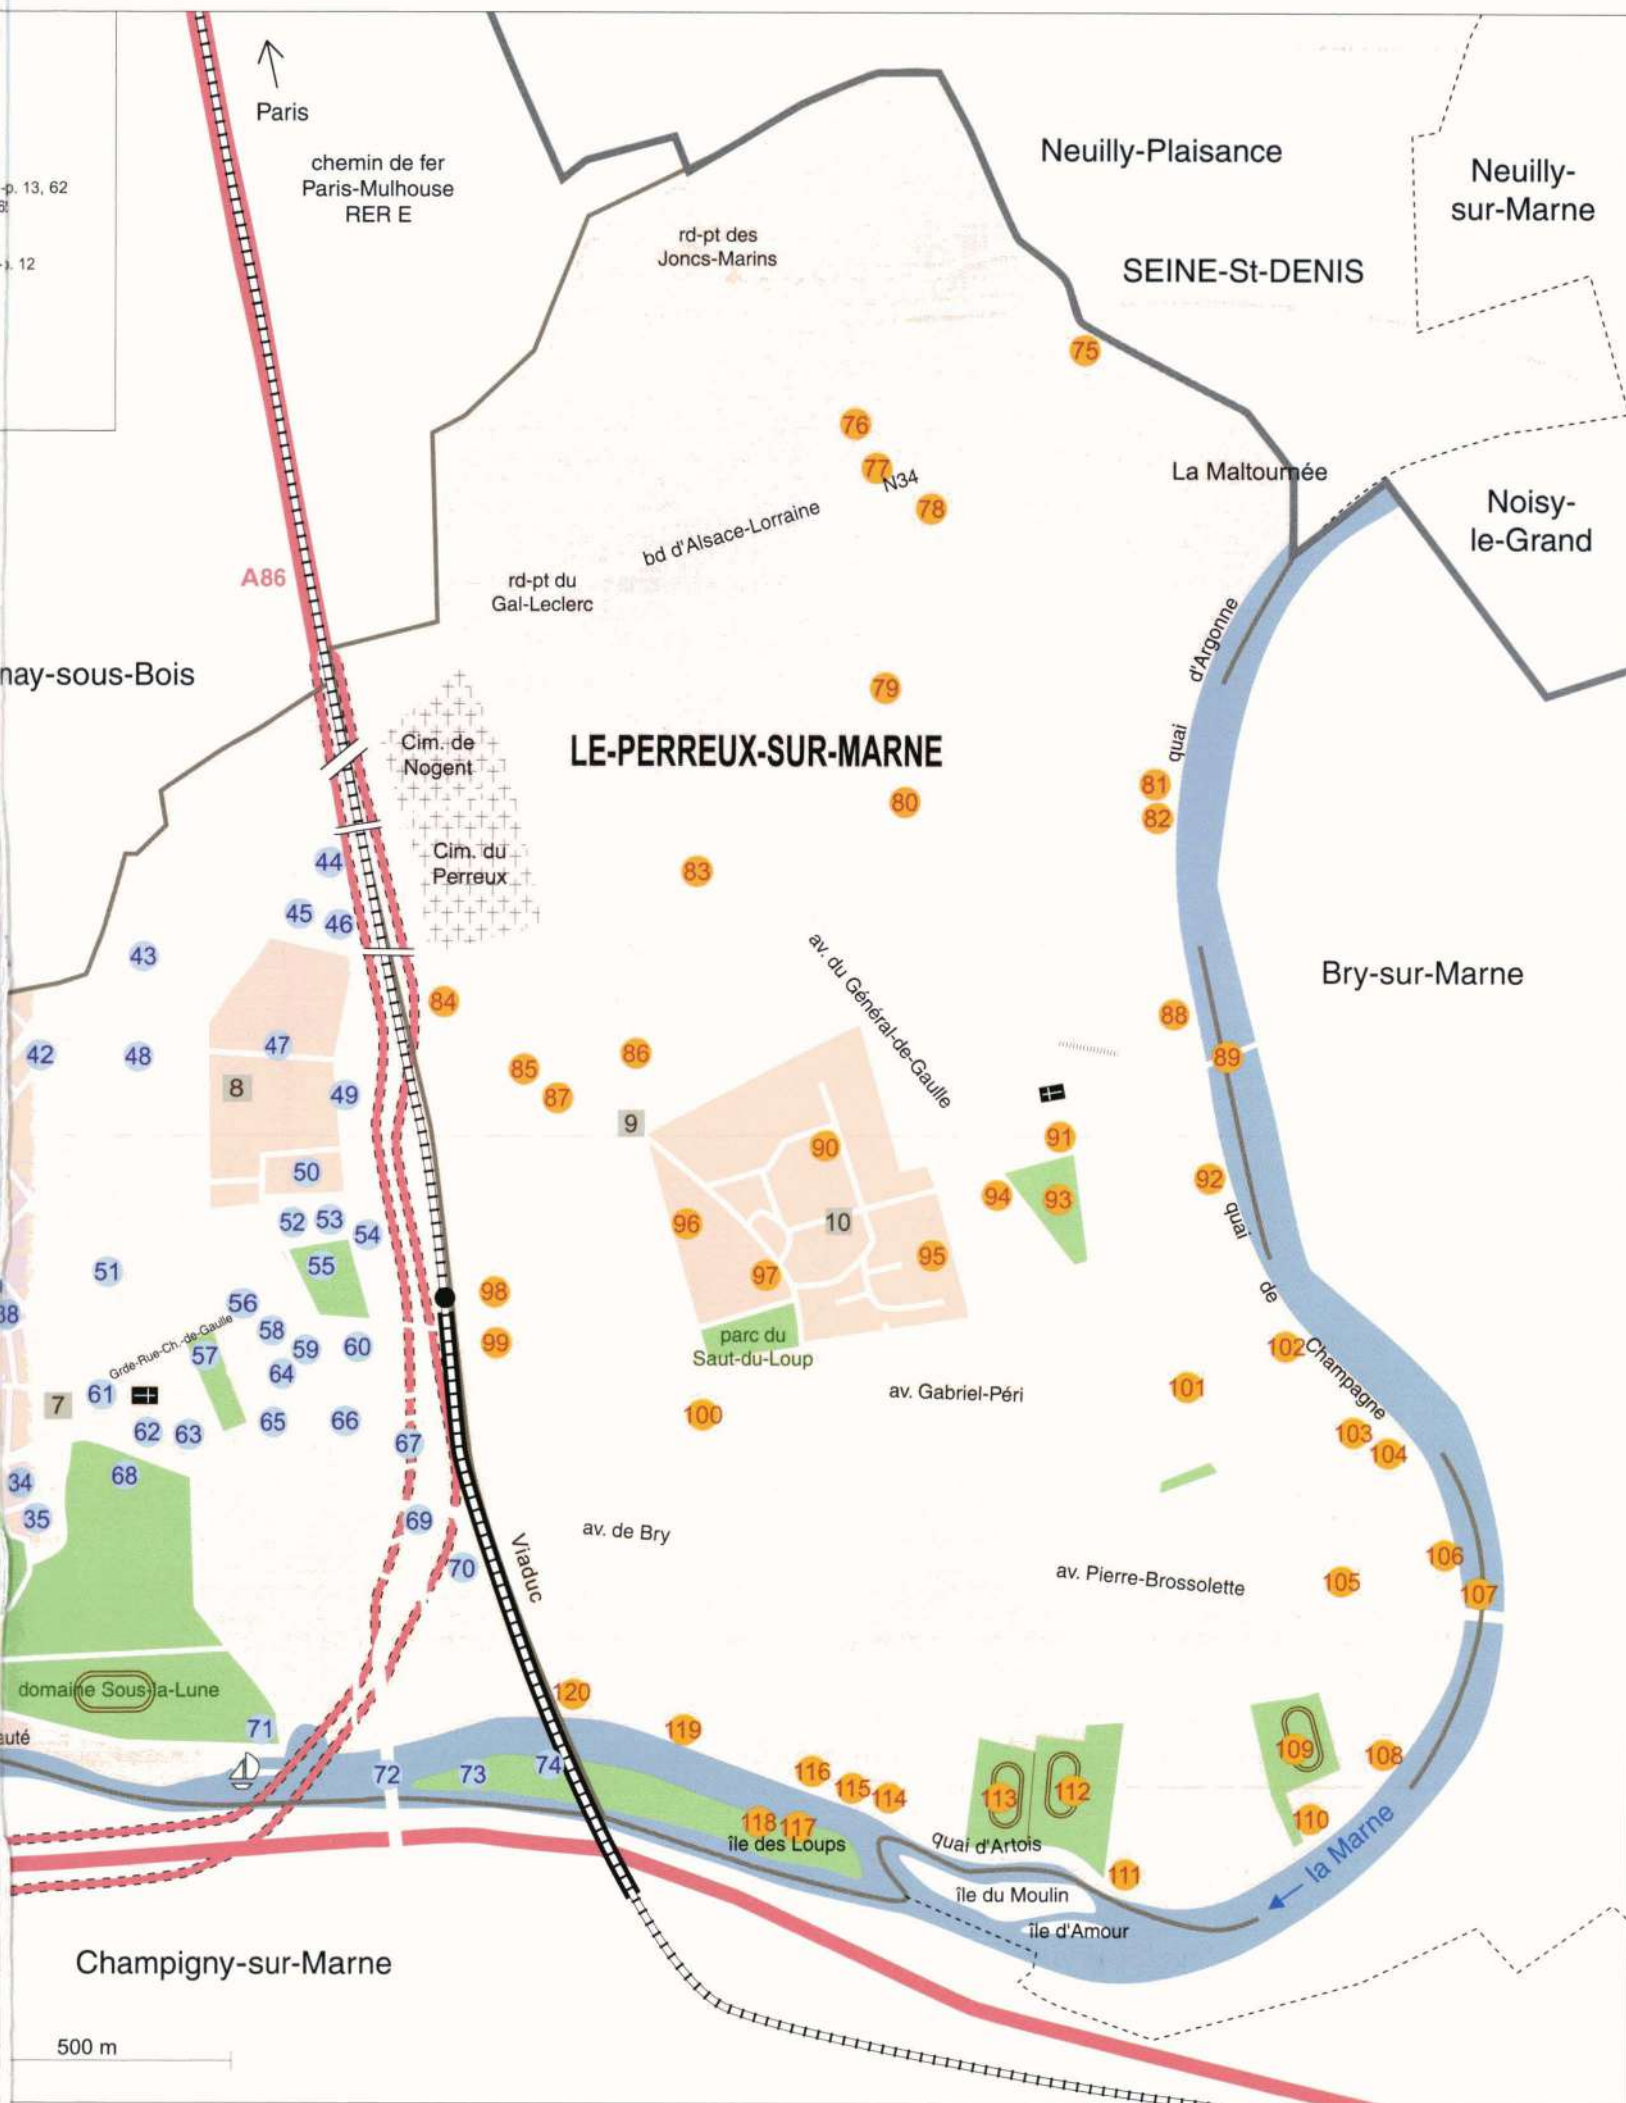 Paris
chemin de fer
Paris-Mulhouse
RER E
-p. 13, 62
p. 12
Neuilly-Plaisance
Neuilly-
sur-Marne
rd-pt des
Joncs-Marins
SEINE-St-DENIS
75
76
77
N34
78
La Maltournée
Noisy-
le-Grand
bd d'Alsace-Lorraine
A86
rd-pt du
Gal-Leclerc
quai d'Argonne
nay-sous-Bois
79
Cim. de
Nogent
LE-PERREUX-SUR-MARNE
80
81
82
Cim. du
Perreux
44
83
45
46
43
av. du Général-de-Gaulle
Bry-sur-Marne
84
88
42
48
47
85
86
89
8
49
87
9
91
90
50
92
94
93
52
53
54
96
10
quai de Champagne
55
51
97
95
98
38
56
58
59
60
57
Grde-Rue-Ch.-de-Gaulle
64
99
parc du
Saut-du-Loup
102
61
7
av. Gabriel-Péri
101
62
63
65
66
100
67
103
104
34
68
35
69
av. de Bry
70
Viaduc
106
av. Pierre-Brossolette
105
107
domaine Sous-la-Lune
120
71
auté
119
109
108
72
73
74
116
115
114
113
112
118
117
110
île des Loups
quai d'Artois
la Marne
111
île du Moulin
île d'Amour
Champigny-sur-Marne
500 m